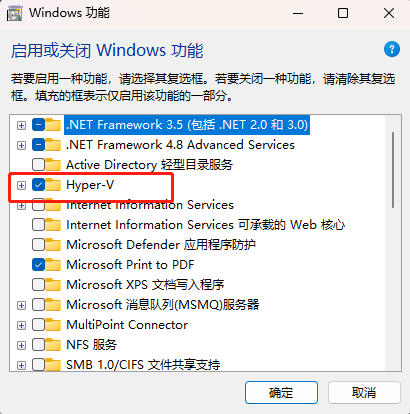 Windows 功能
启用或关闭 Windows 功能
若要启用一种功能，请选择其复选框。若要关闭一种功能，请清除其复选
框。填充的框表示仅启用该功能的一部分。
.NET Framework 3.5 (包括 .NET 2.0 和 3.0)
.NET Framework 4.8 Advanced Services
Active Directory 轻型目录服务
Hyper-V
Internet Information Services
Internet Information Services 可承载的 Web 核心
Microsoft Defender 应用程序防护
Microsoft Print to PDF
Microsoft XPS 文档写入程序
Microsoft 消息队列(MSMQ)服务器
MultiPoint Connector
NFS 服务
SMB 1.0/CIFS 文件共享支持
确定
取消